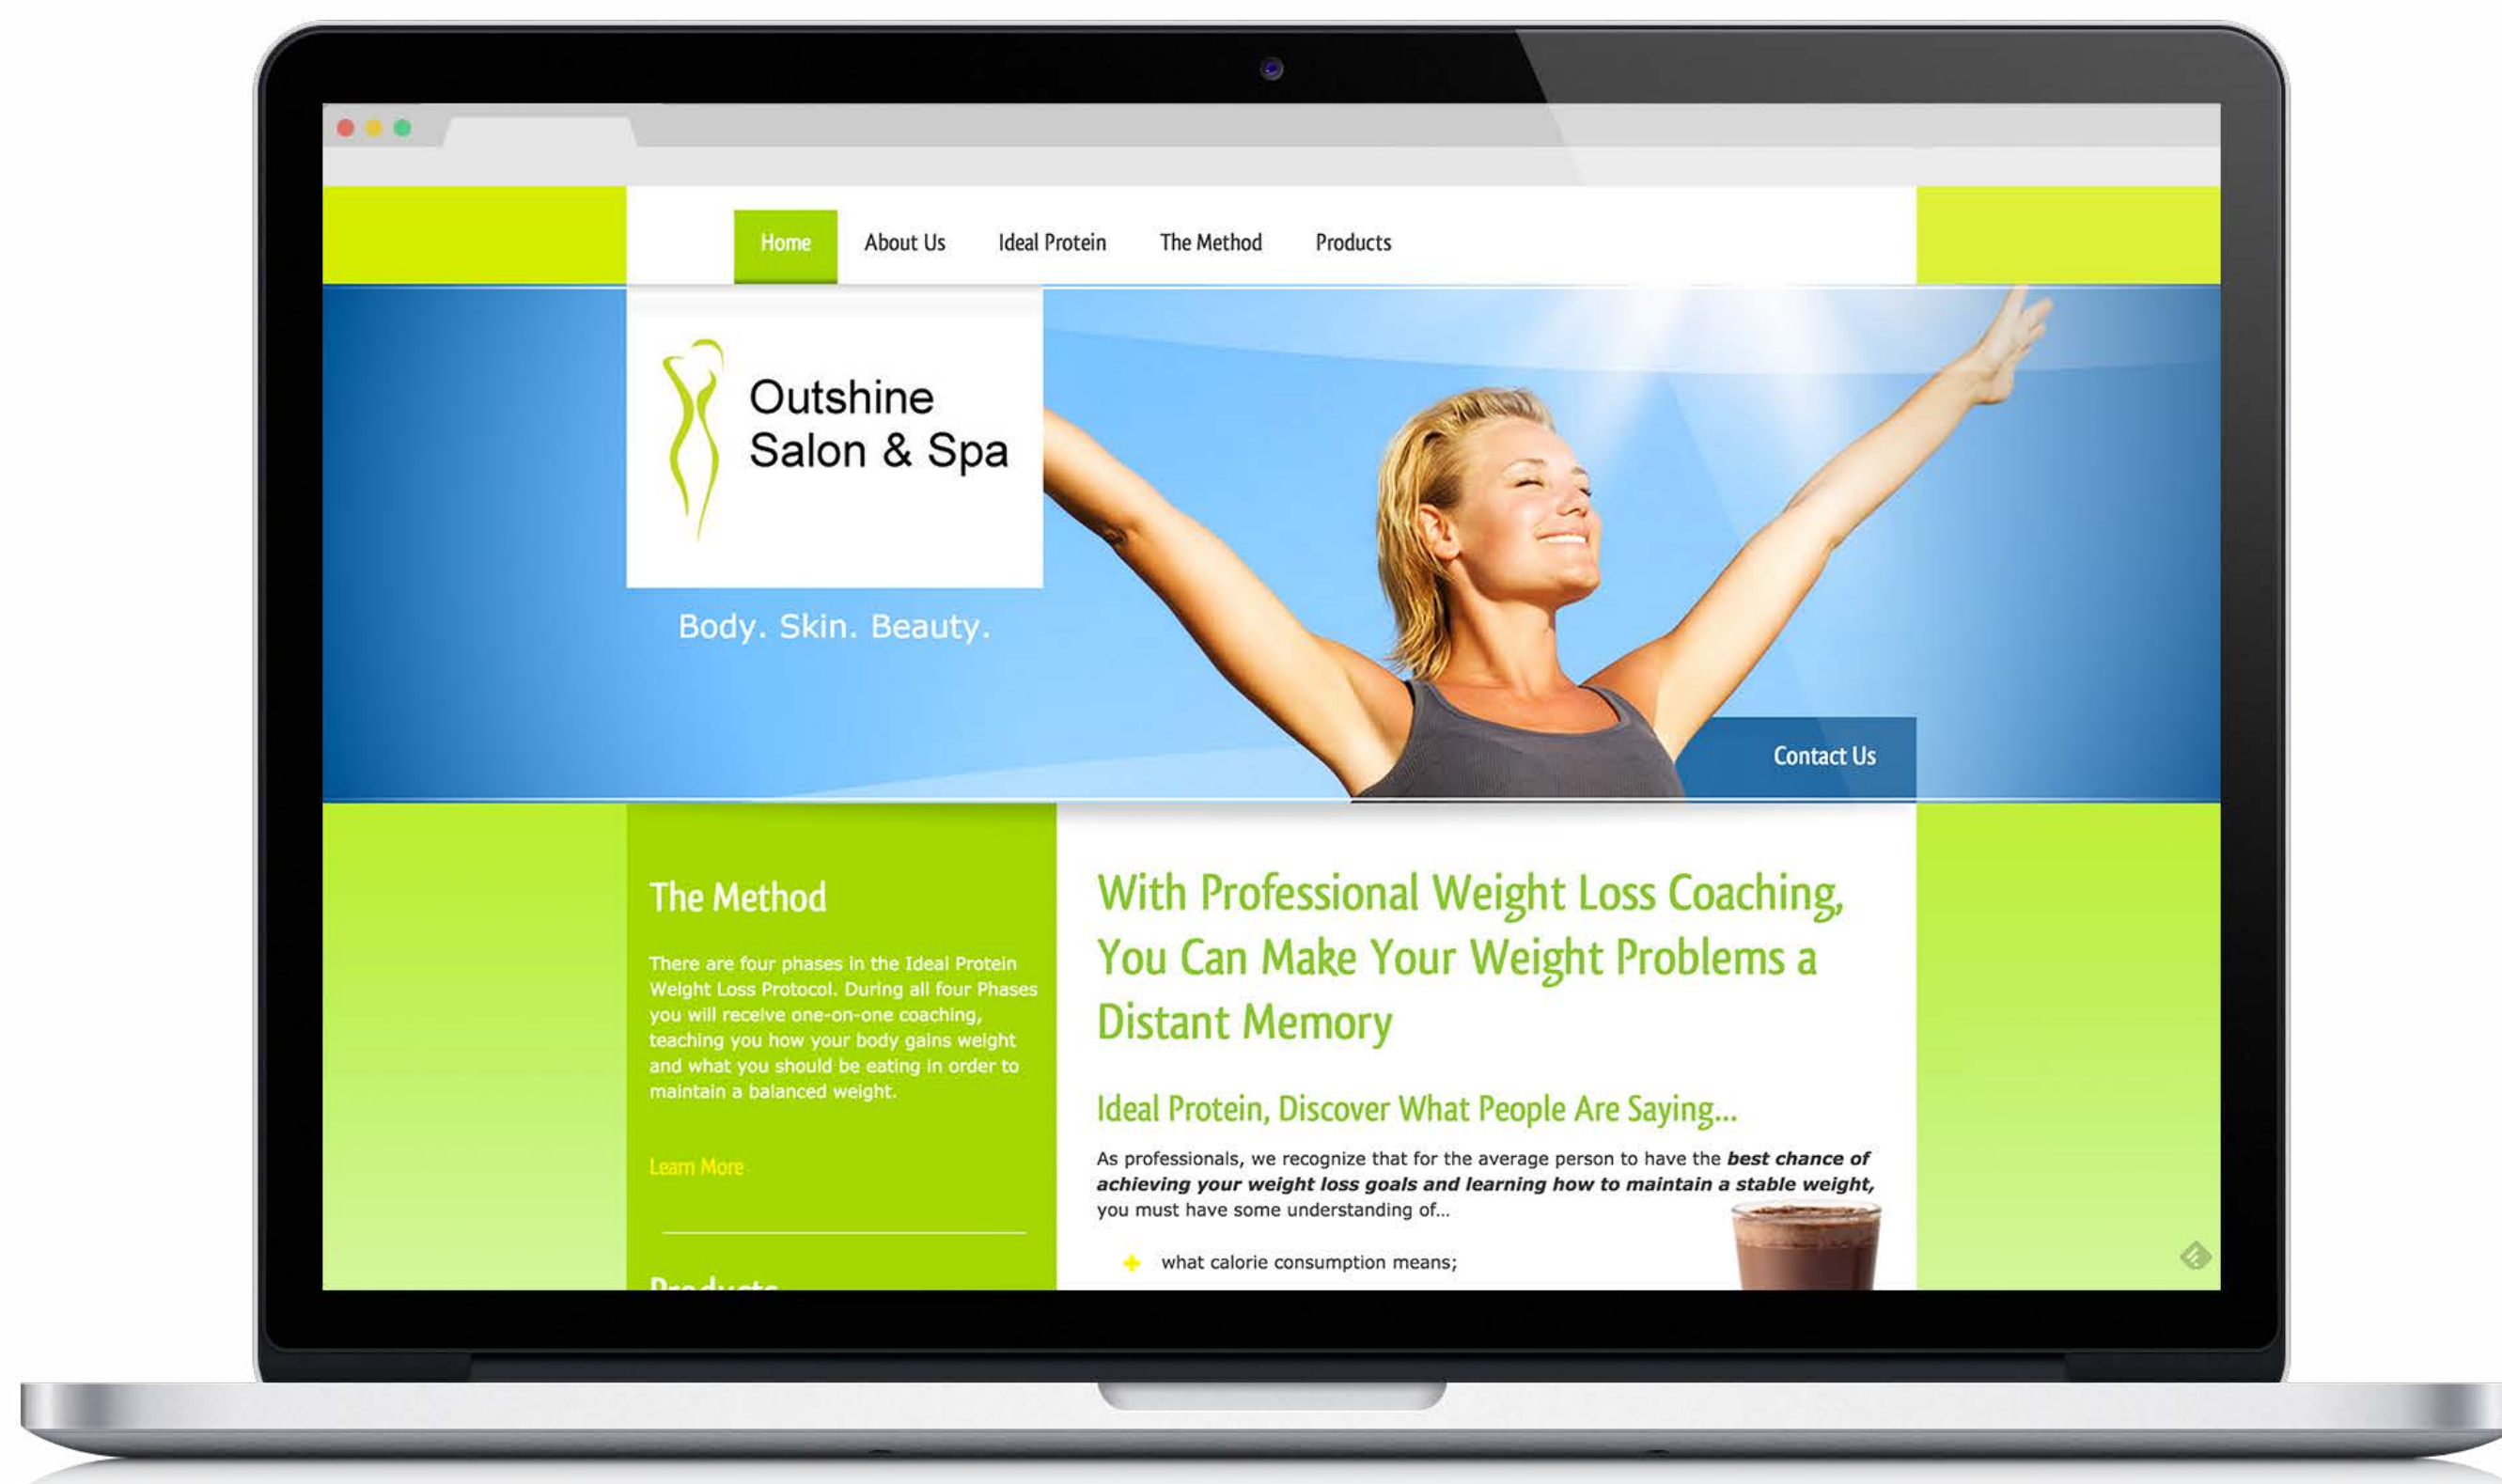 Home About Us Ideal Protein The Method Products
Outshine
Salon & Spa
Body. Skin. Beauty.
Contact Us
The Method
There are four phases in the Ideal Protein
Weight Loss Protocol. During all four Phases
you will receive one-on-one coaching,
teaching you how your body gains weight
and what you should be eating in order to
maintain a balanced weight.
Learn More
Products
With Professional Weight Loss Coaching,
You Can Make Your Weight Problems a
Distant Memory
Ideal Protein, Discover What People Are Saying...
As professionals, we recognize that for the average person to have the best chance of
achieving your weight loss goals and learning how to maintain a stable weight,
you must have some understanding of...
what calorie consumption means;